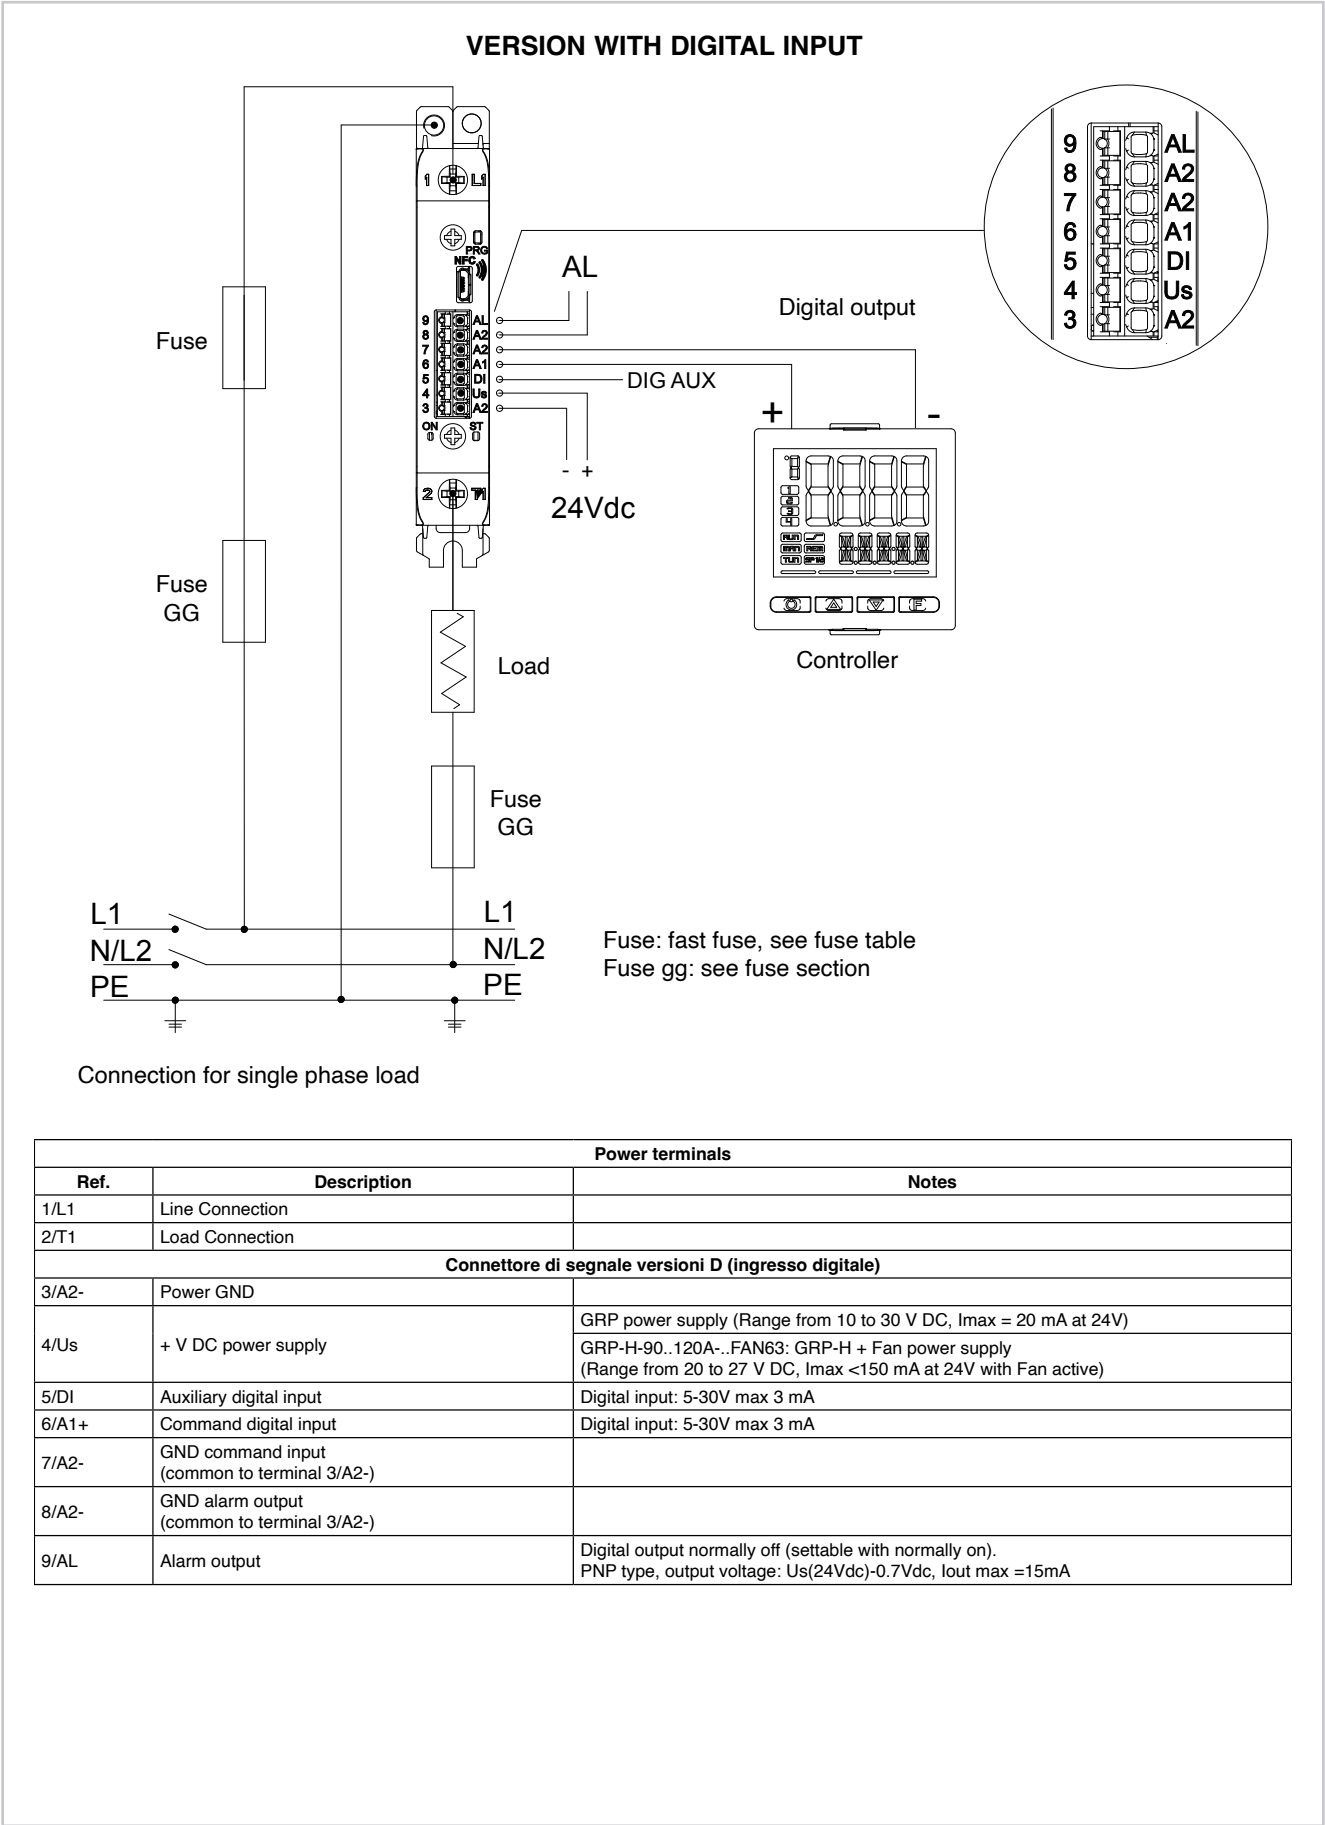 VERSION WITH DIGITAL INPUT
1 L1
PRG
NFC
9 AL
8 A2
7 A2
6 A1
5 DI
4 Us
3 A2
ON ST
2 T1
9 AL
8 A2
7 A2
6 A1
5 DI
4 Us
3 A2
AL
Digital output
DIG AUX
+ -
- +
24Vdc
Fuse
Fuse
GG
1
2
3
4
RUN
MAN REM
TUN SP1/2
F
Controller
Load
Fuse
GG
L1 L1
N/L2 N/L2
PE PE
Fuse: fast fuse, see fuse table
Fuse gg: see fuse section
Connection for single phase load
Power terminals
Ref. Description Notes
1/L1 Line Connection
2/T1 Load Connection
Connettore di segnale versioni D (ingresso digitale)
3/A2- Power GND
4/Us + V DC power supply GRP power supply (Range from 10 to 30 V DC, Imax = 20 mA at 24V)
GRP-H-90..120A-..FAN63: GRP-H + Fan power supply
(Range from 20 to 27 V DC, Imax <150 mA at 24V with Fan active)
5/DI Auxiliary digital input Digital input: 5-30V max 3 mA
6/A1+ Command digital input Digital input: 5-30V max 3 mA
7/A2- GND command input
(common to terminal 3/A2-)
8/A2- GND alarm output
(common to terminal 3/A2-)
9/AL Alarm output Digital output normally off (settable with normally on).
PNP type, output voltage: Us(24Vdc)-0.7Vdc, Iout max =15mA